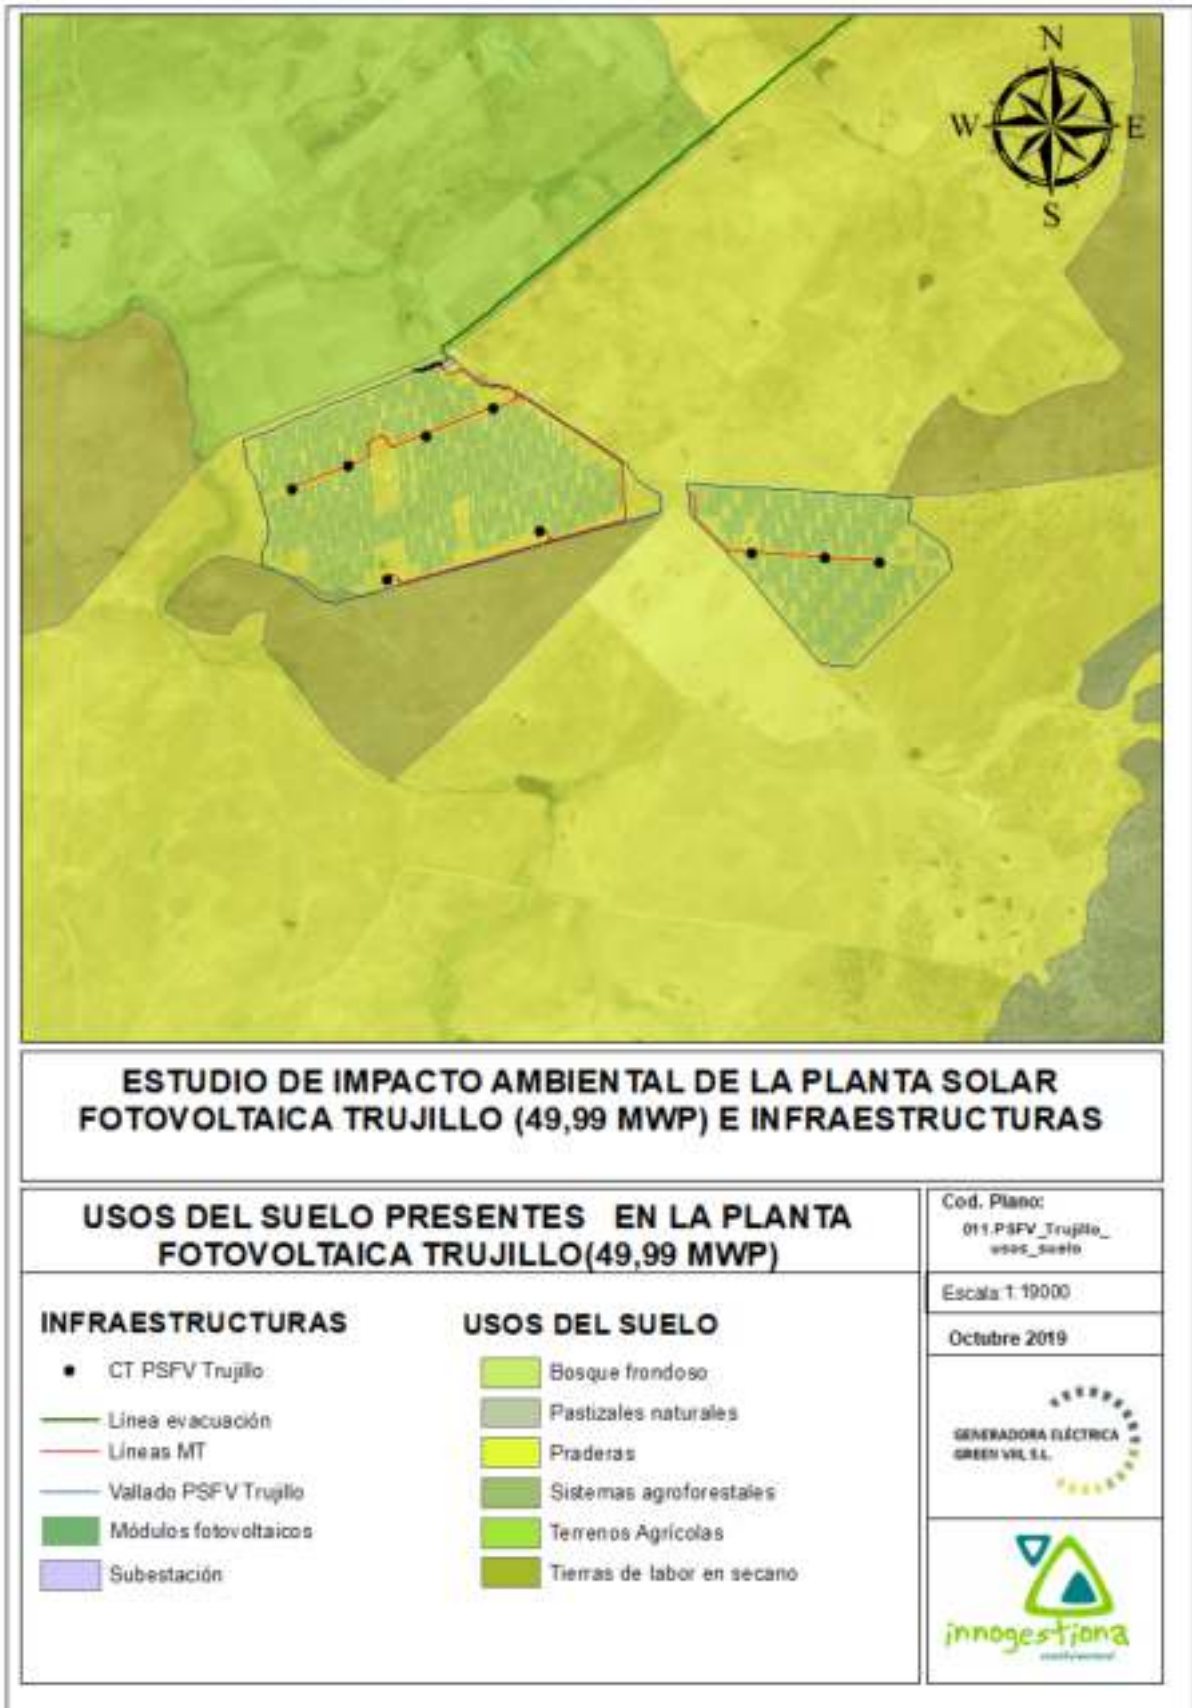 N
W
E
S
ESTUDIO DE IMPACTO AMBIENTAL DE LA PLANTA SOLAR
FOTOVOLTAICA TRUJILLO (49,99 MWP) E INFRAESTRUCTURAS
USOS DEL SUELO PRESENTES EN LA PLANTA
FOTOVOLTAICA TRUJILLO(49,99 MWP)
Cod. Plano:
011.PSFV_Trujillo_
usos_suelo
Escala:1:19000
Octubre 2019
INFRAESTRUCTURAS
CT PSFV Trujillo
Línea evacuación
Líneas MT
Vallado PSFV Trujillo
Módulos fotovoltaicos
Subestación
USOS DEL SUELO
Bosque frondoso
Pastizales naturales
Praderas
Sistemas agroforestales
Terrenos Agrícolas
Tierras de labor en secano
GENERADORA ELÉCTRICA
GREEN VIII, S.L.
innogestiona